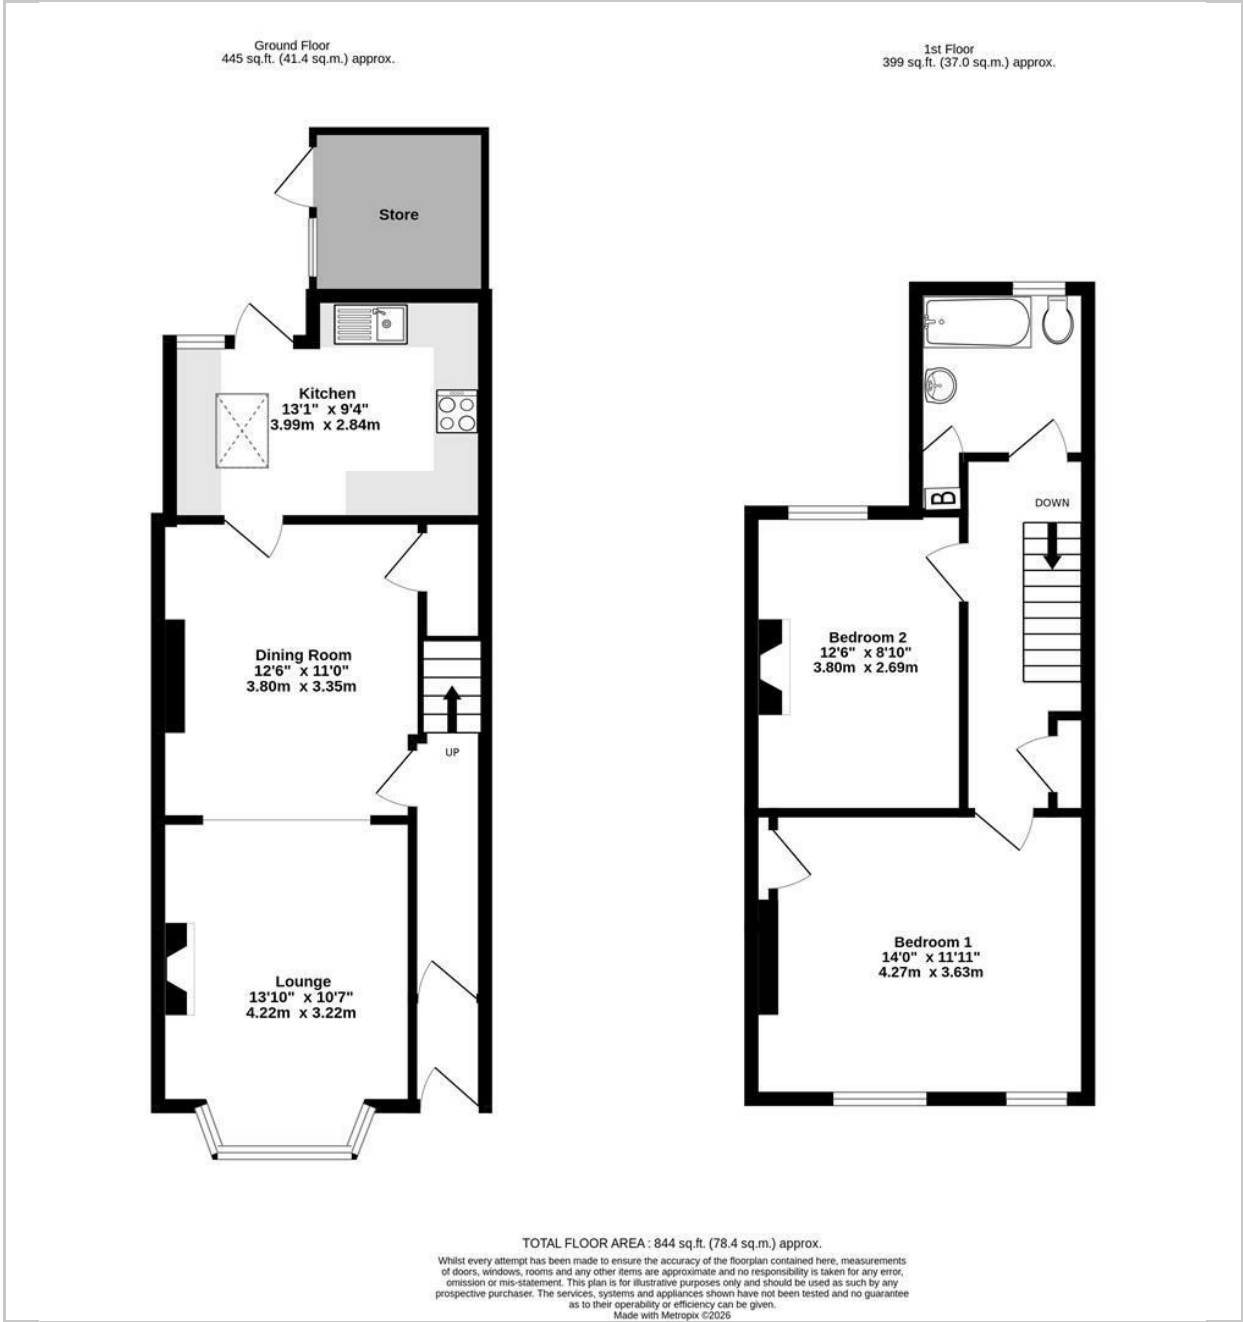 Ground Floor
445 sq.ft. (41.4 sq.m.) approx.
1st Floor
399 sq.ft. (37.0 sq.m.) approx.
Store
Kitchen
13'1" x 9'4"
3.99m x 2.84m
Dining Room
12'6" x 11'0"
3.80m x 3.35m
UP
Lounge
13'10" x 10'7"
4.22m x 3.22m
B
DOWN
Bedroom 2
12'6" x 8'10"
3.80m x 2.69m
Bedroom 1
14'0" x 11'11"
4.27m x 3.63m
TOTAL FLOOR AREA : 844 sq.ft. (78.4 sq.m.) approx.
Whilst every attempt has been made to ensure the accuracy of the floorplan contained here, measurements
of doors, windows, rooms and any other items are approximate and no responsibility is taken for any error,
omission or mis-statement. This plan is for illustrative purposes only and should be used as such by any
prospective purchaser. The services, systems and appliances shown have not been tested and no guarantee
as to their operability or efficiency can be given.
Made with Metropix ©2026